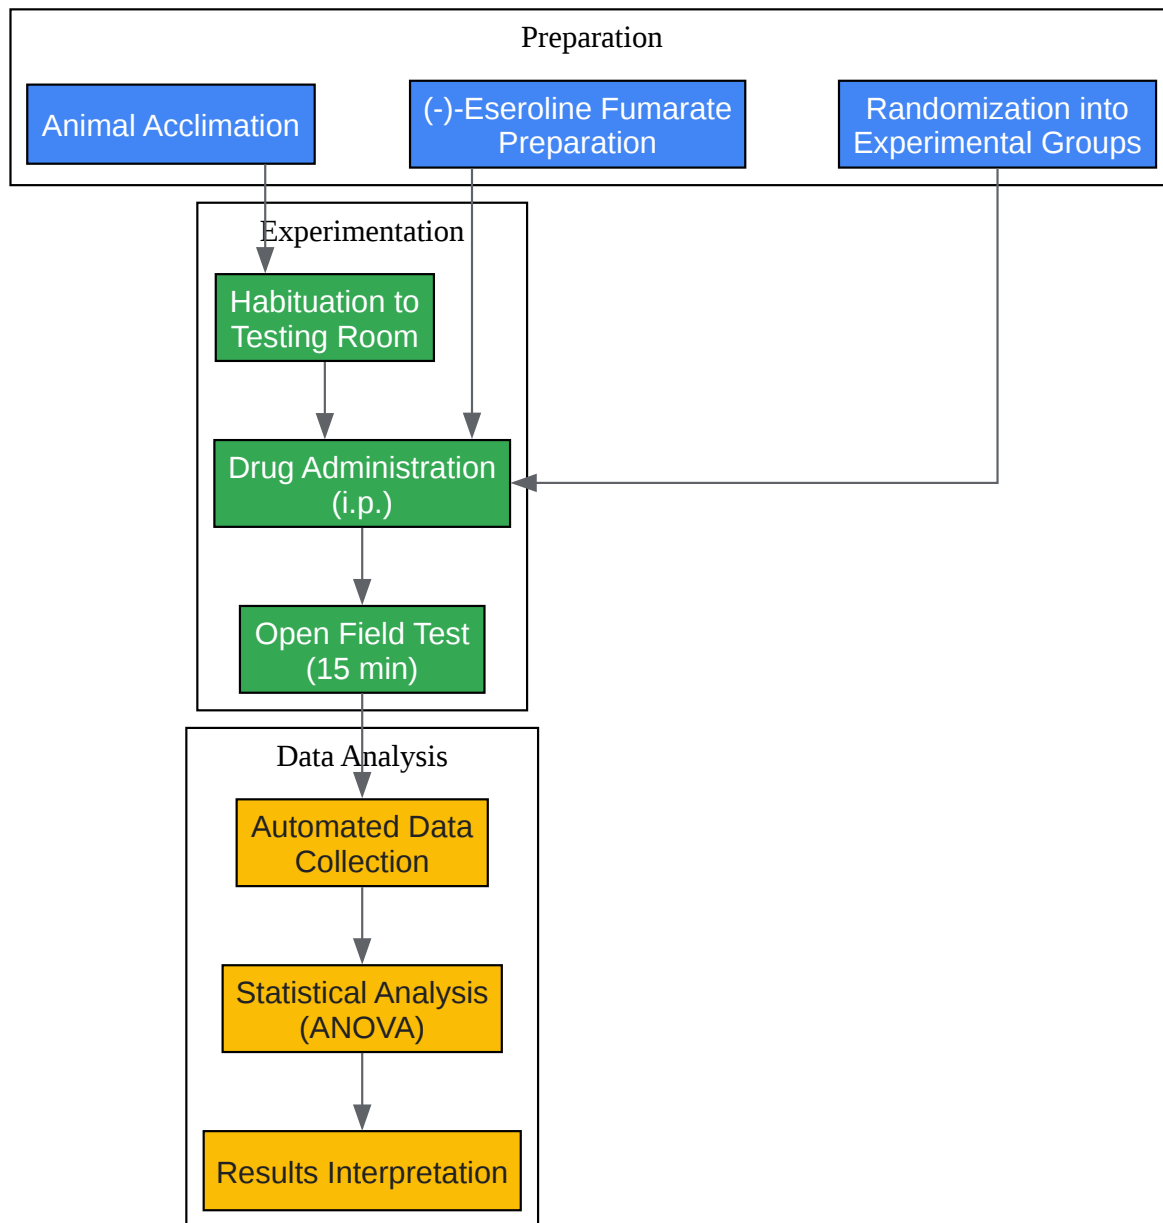 Preparation
Animal Acclimation
(-)-Eseroline Fumarate
Preparation
Randomization into
Experimental Groups
Experimentation
Habituation to
Testing Room
Drug Administration
(i.p.)
Open Field Test
(15 min)
Data Analysis
Automated Data
Collection
Statistical Analysis
(ANOVA)
Results Interpretation